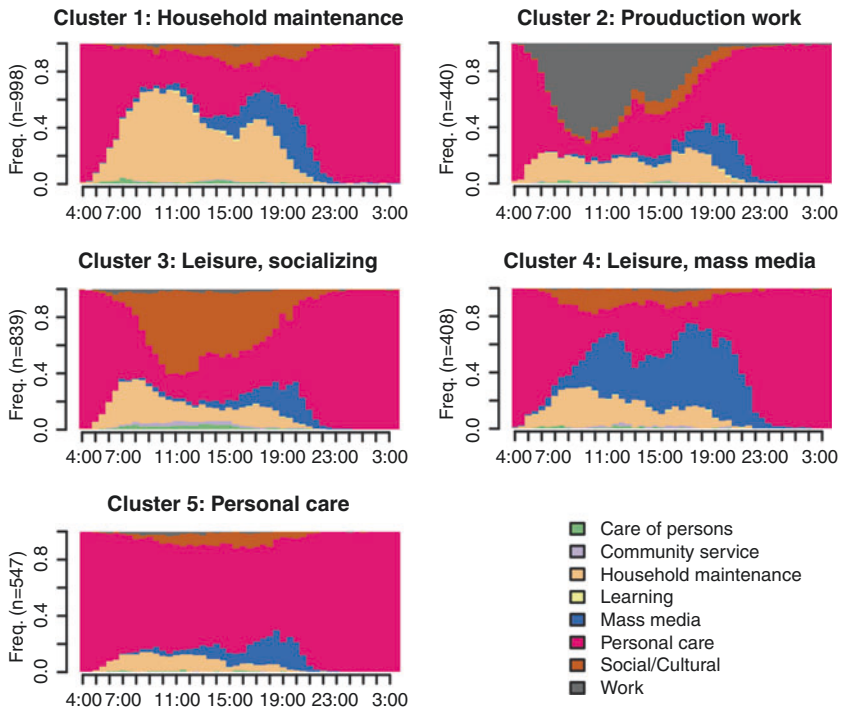 Cluster 1: Household maintenance
Freq. (n=998)
0.8
0.4
0.0
4:00 7:00 11:00 15:00 19:00 23:00 3:00
Cluster 2: Prouduction work
Freq. (n=440)
0.8
0.4
0.0
4:00 7:00 11:00 15:00 19:00 23:00 3:00
Cluster 3: Leisure, socializing
Freq. (n=839)
0.8
0.4
0.0
4:00 7:00 11:00 15:00 19:00 23:00 3:00
Cluster 4: Leisure, mass media
Freq. (n=408)
0.8
0.4
0.0
4:00 7:00 11:00 15:00 19:00 23:00 3:00
Cluster 5: Personal care
Freq. (n=547)
0.8
0.4
0.0
4:00 7:00 11:00 15:00 19:00 23:00 3:00
Care of persons
Community service
Household maintenance
Learning
Mass media
Personal care
Social/Cultural
Work